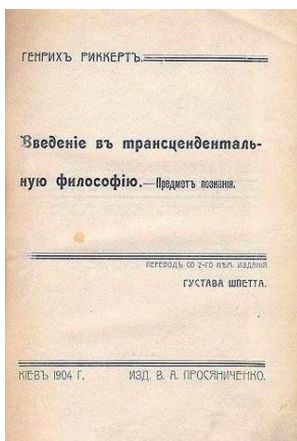 ГЕНРИХЪ РИККЕРТЪ.
Введеніе въ трансценденталь-
ную философію.—Предметъ познанія.
ПЕРЕВОДЪ СО 2-ГО НѢМ. ИЗДАНІЯ
ГУСТАВА ШПЕТТА.
КІЕВЪ 1904 Г. ИЗД. В. А. ПРОСЯНИЧЕНКО.